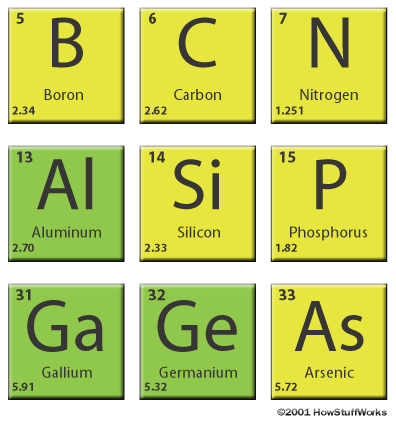 5 6 7
B C N
Boron Carbon Nitrogen
2.34 2.62 1.251
13 14 15
Al Si P
Aluminum Silicon Phosphorus
2.70 2.33 1.82
31 32 33
Ga Ge As
Gallium Germanium Arsenic
5.91 5.32 5.72
©2001 HowStuffWorks